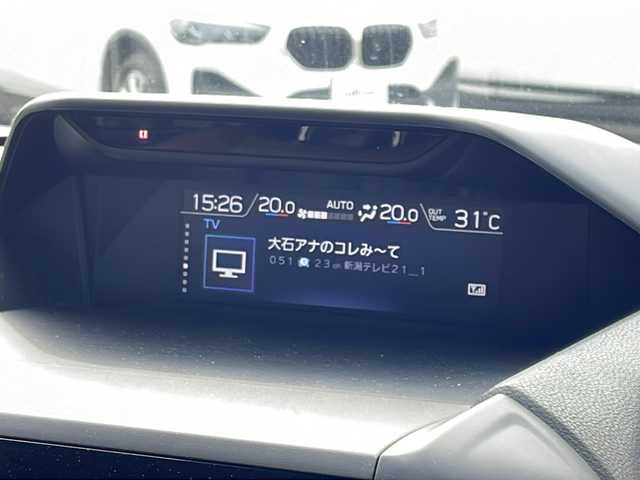 15:26 20.0 AUTO 20.0 OUT TEMP 31℃
TV
大石アナのコレみ〜て
051 23ch 新潟テレビ21_1